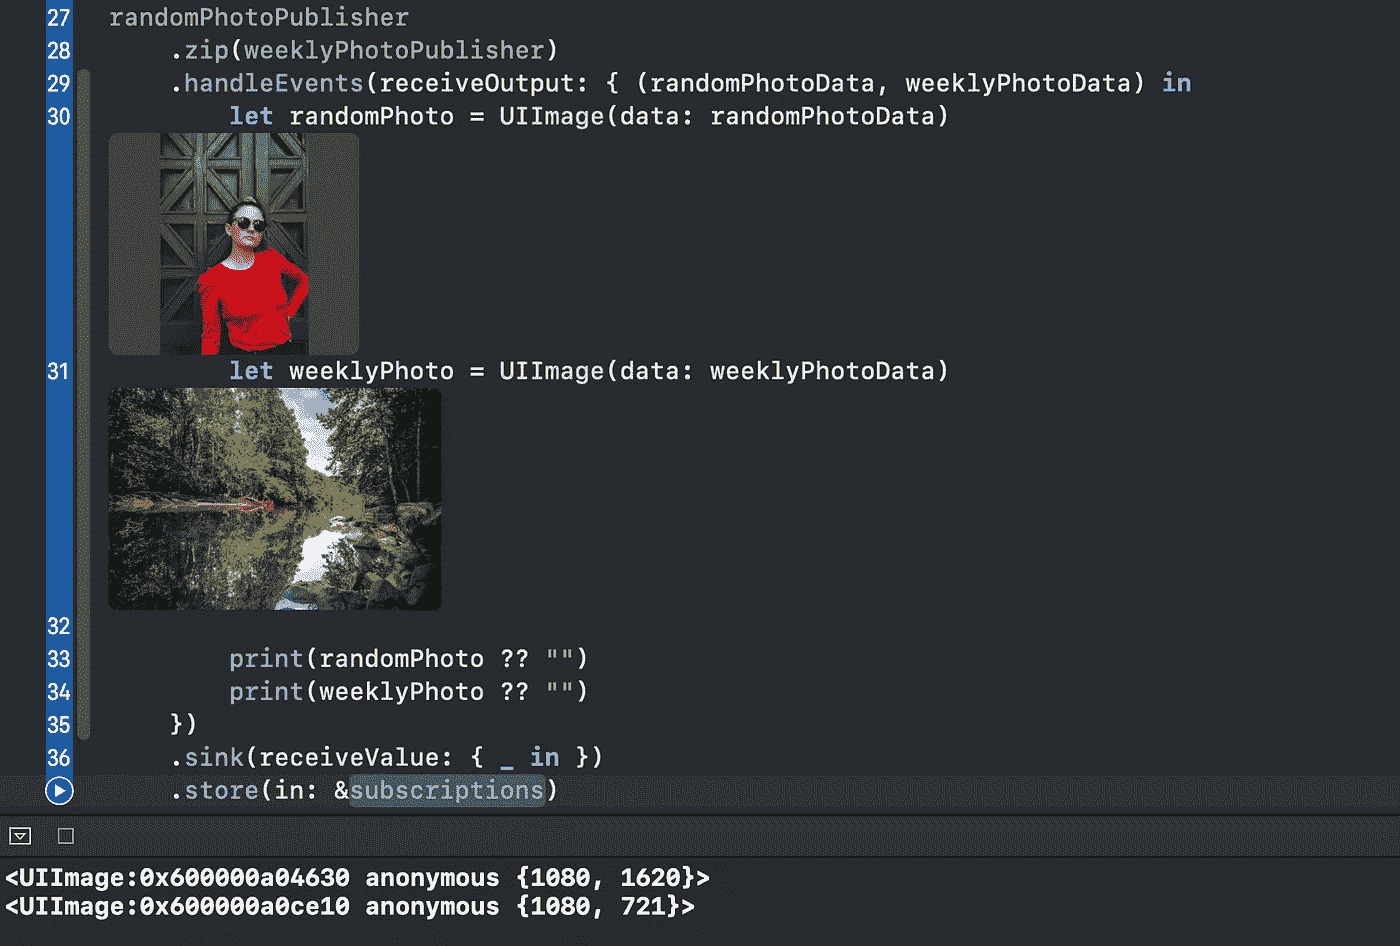 27 randomPhotoPublisher
28 .zip(weeklyPhotoPublisher)
29 .handleEvents(receiveOutput: { (randomPhotoData, weeklyPhotoData) in
30 let randomPhoto = UIImage(data: randomPhotoData)
31 let weeklyPhoto = UIImage(data: weeklyPhotoData)
32
33 print(randomPhoto ?? "")
34 print(weeklyPhoto ?? "")
35 })
36 .sink(receiveValue: { _ in })
.store(in: &subscriptions)
<UIImage:0x600000a04630 anonymous {1080, 1620}>
<UIImage:0x600000a0ce10 anonymous {1080, 721}>